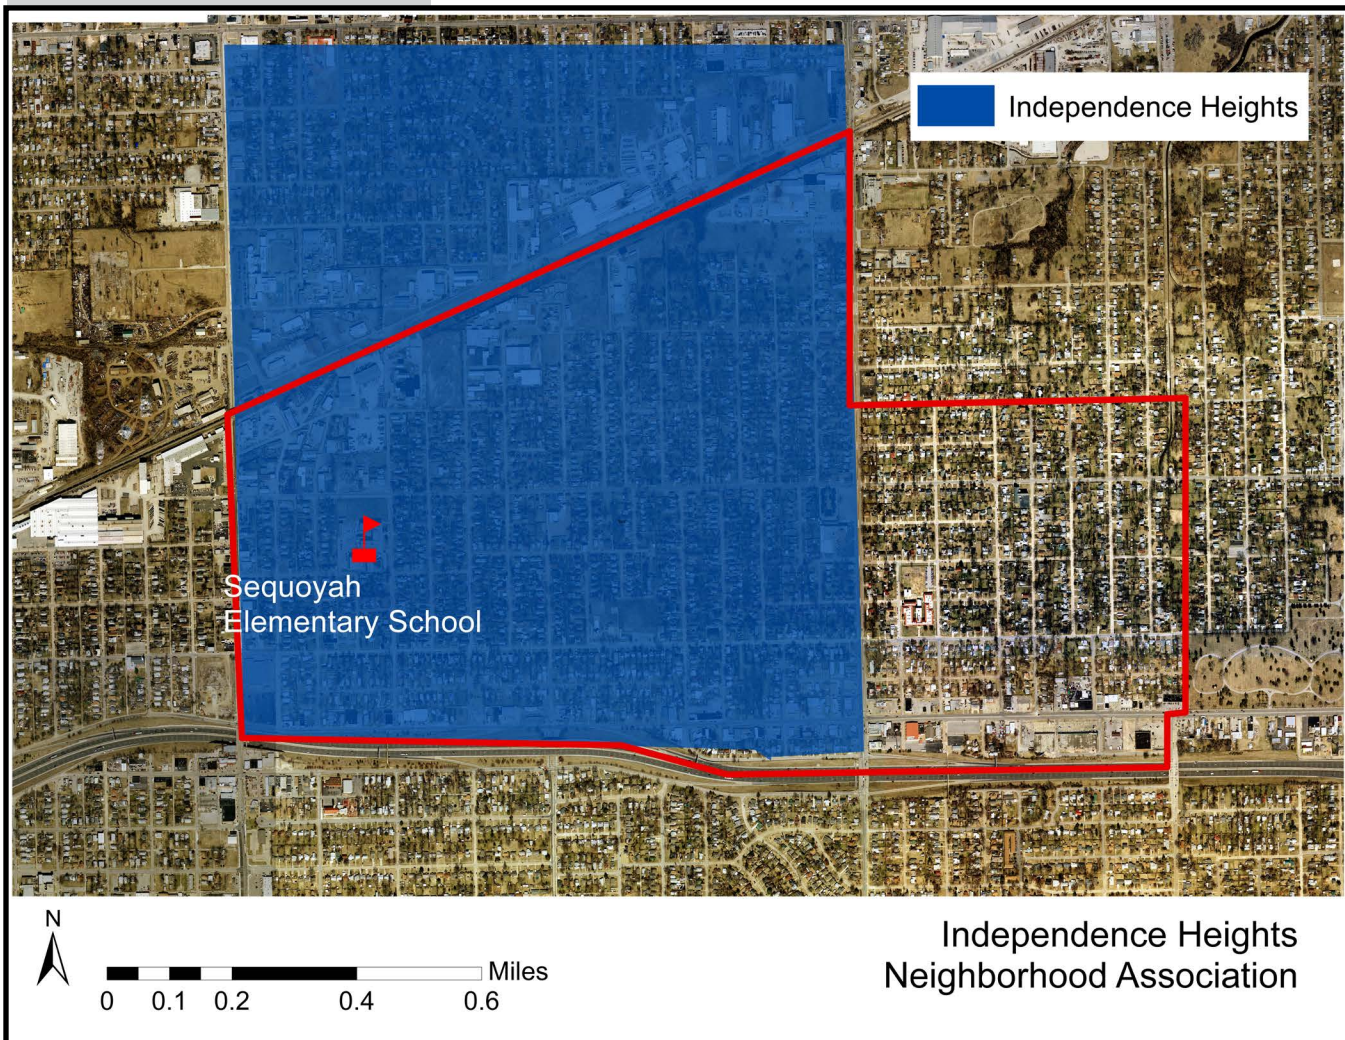 Independence Heights
Sequoyah
Elementary School
N
Miles
0 0.1 0.2 0.4 0.6
Independence Heights
Neighborhood Association